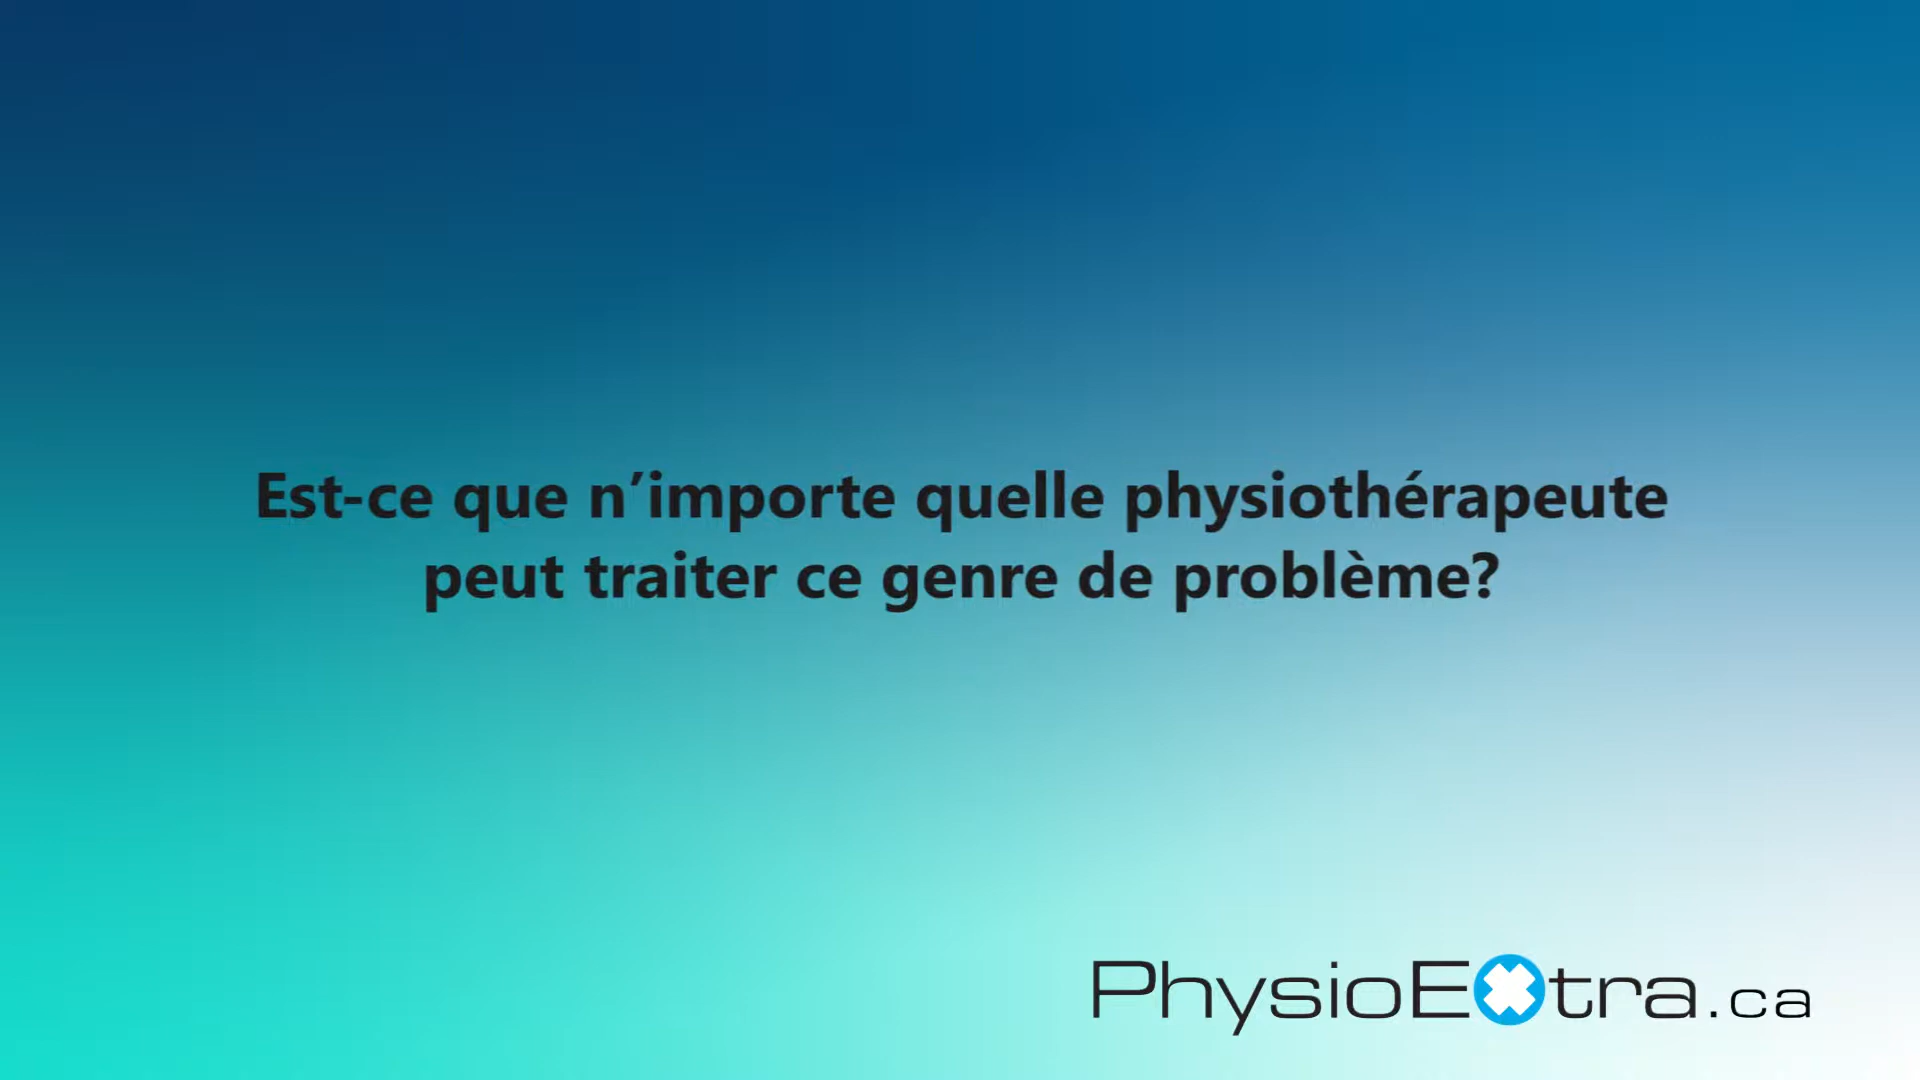 Est-ce que n’importe quelle physiothérapeute
peut traiter ce genre de problème?
PhysioExtra.ca